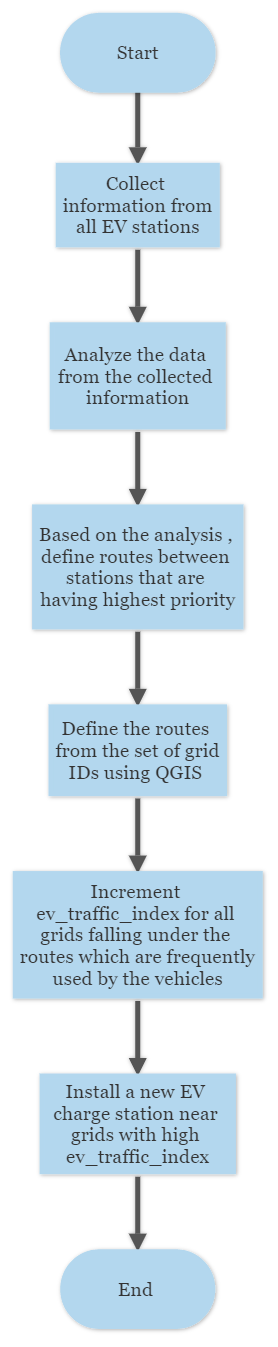 Start
Collect
information from
all EV stations
Analyze the data
from the collected
information
Based on the analysis ,
define routes between
stations that are
having highest priority
Define the routes
from the set of grid
IDs using QGIS
Increment
ev_traffic_index for all
grids falling under the
routes which are frequently
used by the vehicles
Install a new EV
charge station near
grids with high
ev_traffic_index
End